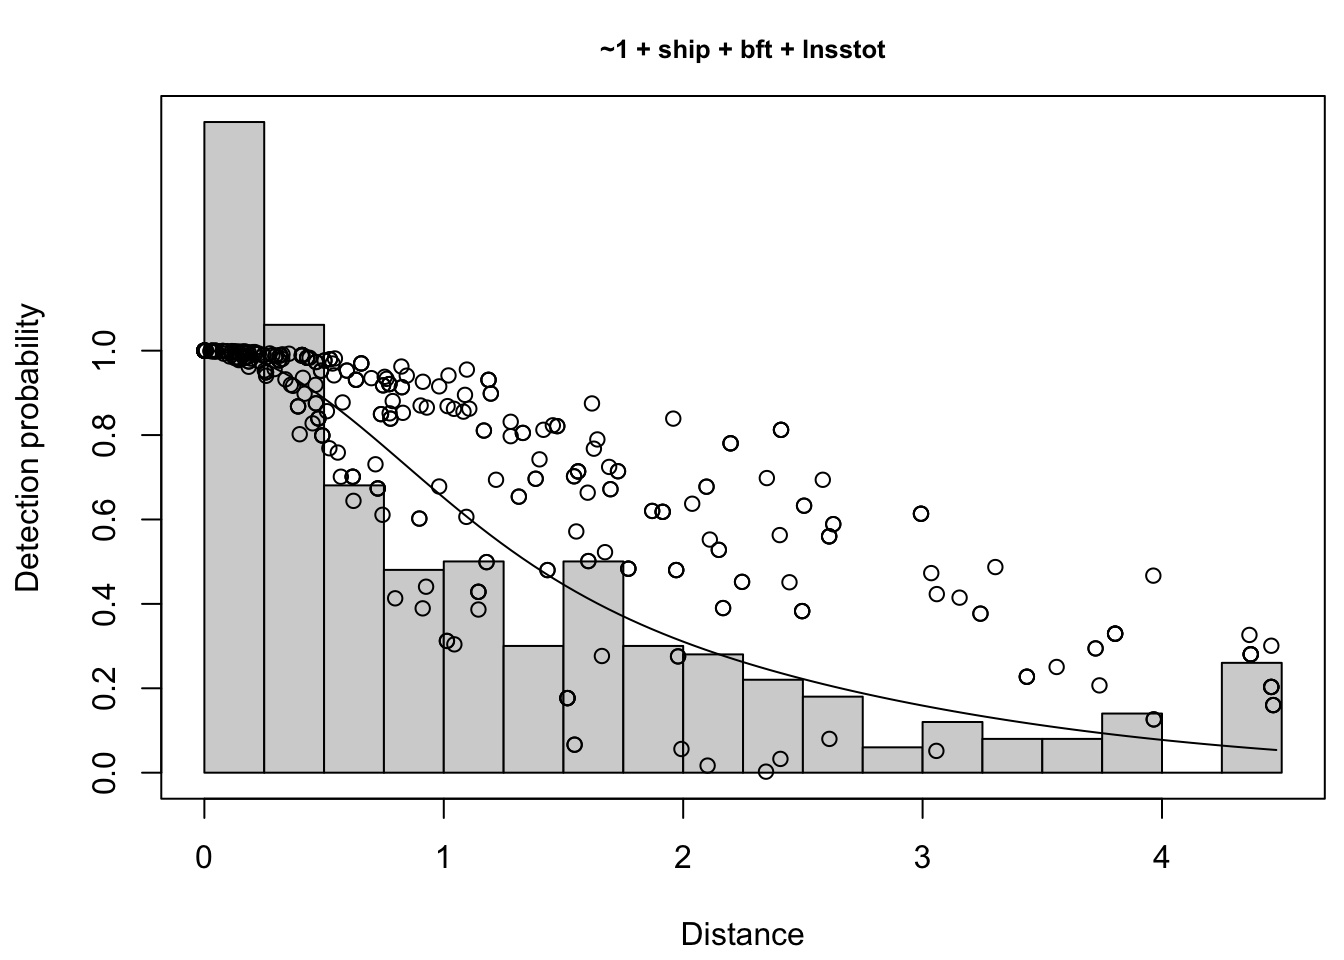 ~1 + ship + bft + lnsstot
Detection probability
1.0
0.8
0.6
0.4
0.2
0.0
0 1 2 3 4
Distance